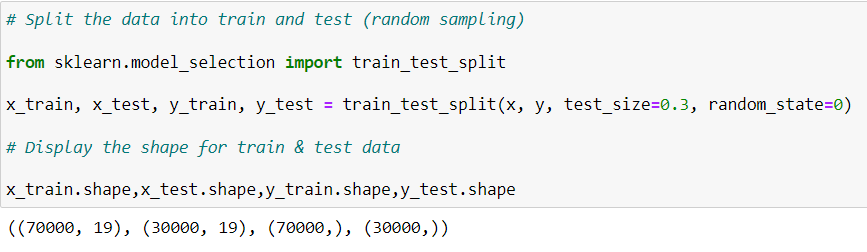 # Split the data into train and test (random sampling)
from sklearn.model_selection import train_test_split
x_train, x_test, y_train, y_test = train_test_split(x, y, test_size=0.3, random_state=0)
# Display the shape for train & test data
x_train.shape,x_test.shape,y_train.shape,y_test.shape
((70000, 19), (30000, 19), (70000,), (30000,))